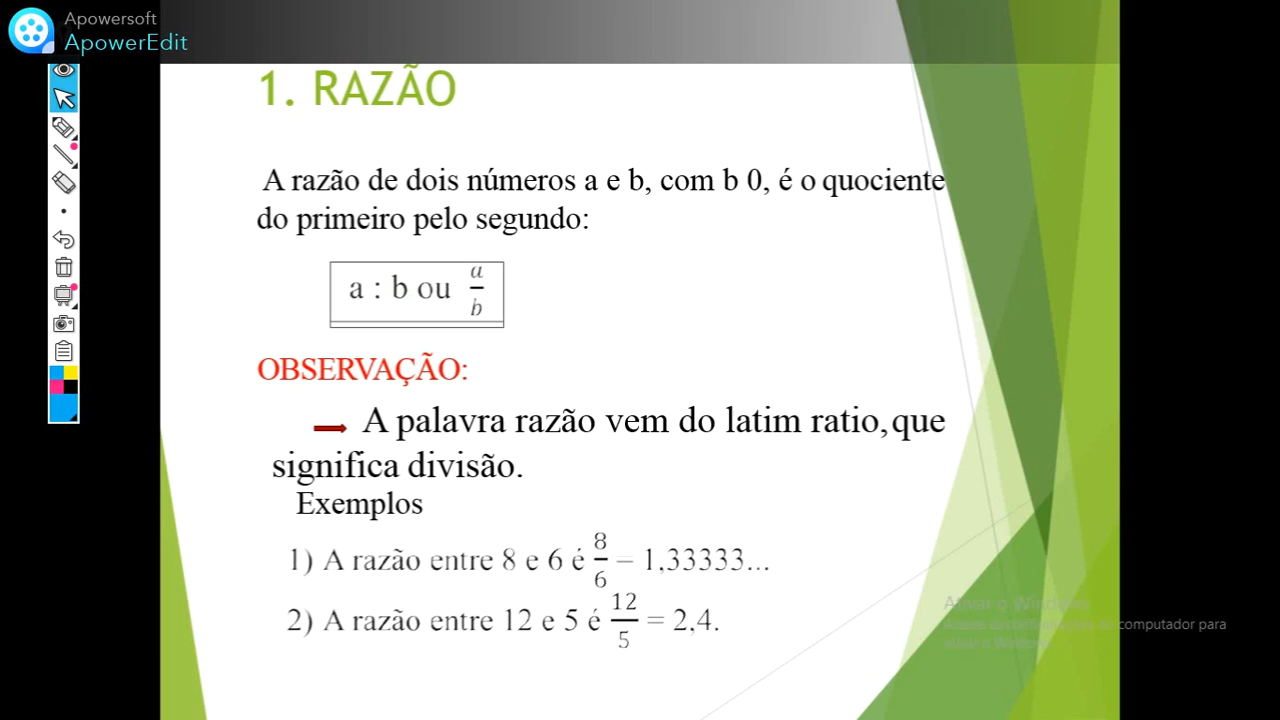 Apowersoft
ApowerEdit
1. RAZÃO
A razão de dois números a e b, com b 0, é o quociente
do primeiro pelo segundo:
a : b ou a/b
OBSERVAÇÃO:
A palavra razão vem do latim ratio, que
significa divisão.
Exemplos
1) A razão entre 8 e 6 é 8/6 = 1,33333...
2) A razão entre 12 e 5 é 12/5 = 2,4.
Ativar o Windows
computador para
ativar o Windows.